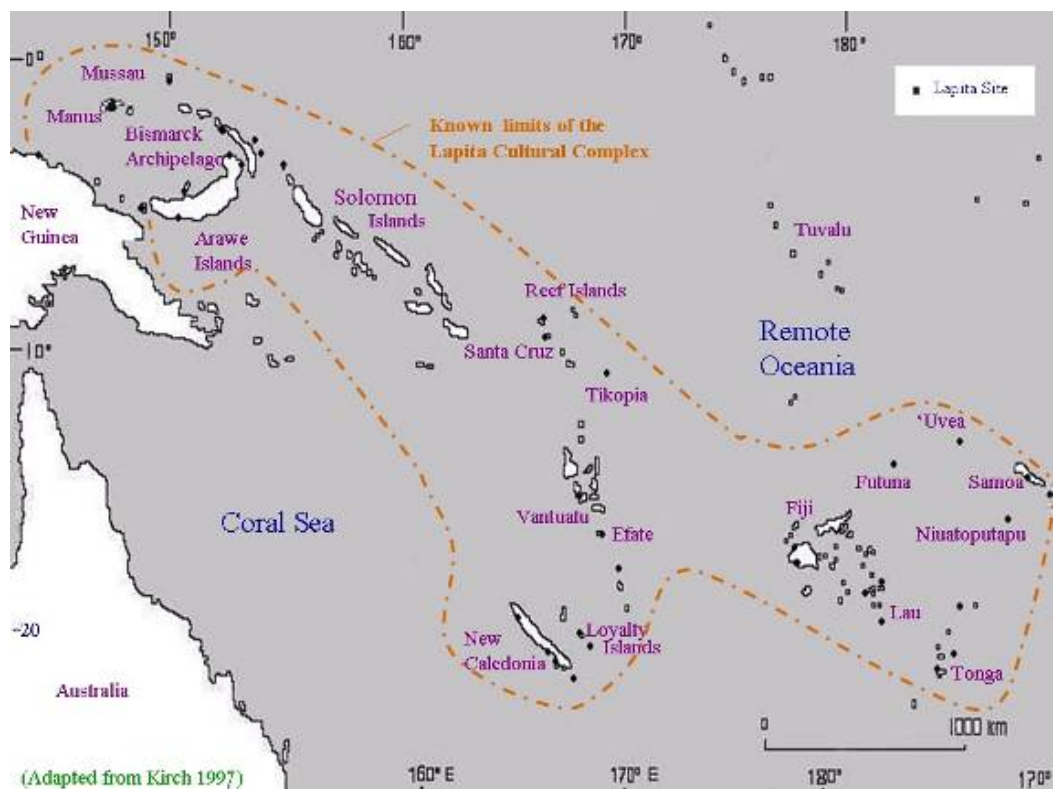 150°
160°
170°
180°
0°
Mussau
Manus
Bismarck
Archipelago
Known limits of the
Lapita Cultural Complex
Lapita Site
New
Guinea
Solomon
Islands
Arawe
Islands
Tuvalu
Reef Islands
Remote
Oceania
10°
Santa Cruz
Tikopia
'Uvea
Futuna
Samoa
Fiji
Vantuatu
Coral Sea
Efate
Niuatoputapu
Lau
-20
New
Caledonia
Loyalty
Islands
Tonga
Australia
0
1000 km
(Adapted from Kirch 1997)
160° E
170° E
180°
170°